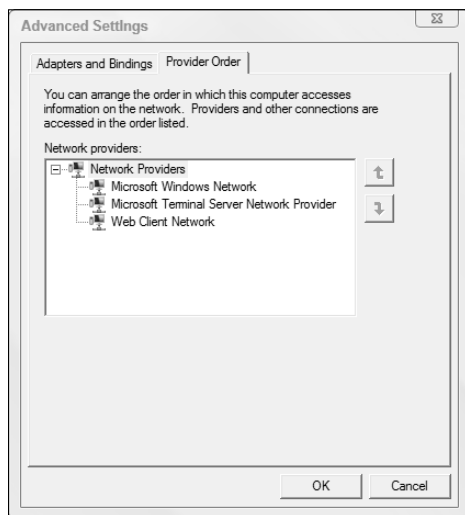 Advanced Settings
Adapters and Bindings Provider Order
You can arrange the order in which this computer accesses
information on the network. Providers and other connections are
accessed in the order listed.
Network providers:
Network Providers
Microsoft Windows Network
Microsoft Terminal Server Network Provider
Web Client Network
OK Cancel